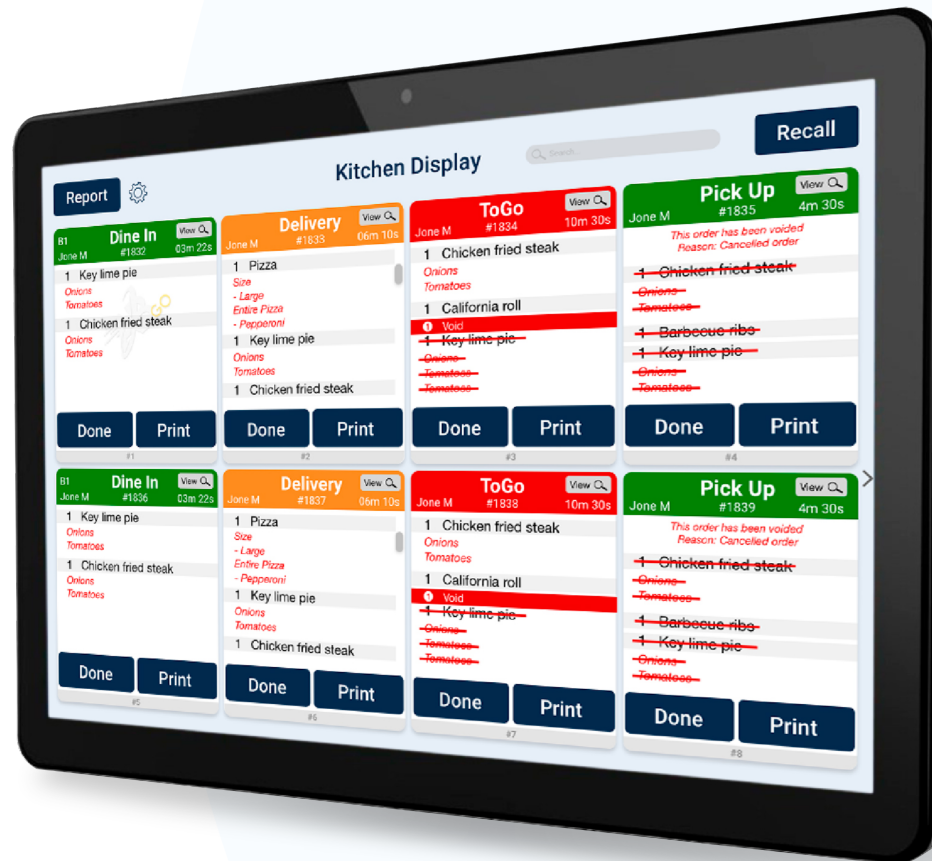 Report
Kitchen Display
Search...
Recall
B1 Dine In View
Jone M #1832 03m 22s
1 Key lime pie
Onions
Tomatoes
1 Chicken fried steak
Onions
Tomatoes
Done Print
#1
Delivery View
Jone M #1833 06m 10s
1 Pizza
Size
- Large
Entire Pizza
- Pepperoni
1 Key lime pie
Onions
Tomatoes
1 Chicken fried steak
Done Print
#2
ToGo View
Jone M #1834 10m 30s
1 Chicken fried steak
Onions
Tomatoes
1 California roll
1 Void
1 Key lime pie
Onions
Tomatoes
Tomatoes
Done Print
#3
Pick Up View
Jone M #1835 4m 30s
This order has been voided
Reason: Cancelled order
1 Chicken fried steak
Onions
Tomatoes
1 Barbecue ribs
1 Key lime pie
Onions
Tomatoes
Done Print
#4
B1 Dine In View
Jone M #1836 03m 22s
1 Key lime pie
Onions
Tomatoes
1 Chicken fried steak
Onions
Tomatoes
Done Print
#5
Delivery View
Jone M #1837 06m 10s
1 Pizza
Size
- Large
Entire Pizza
- Pepperoni
1 Key lime pie
Onions
Tomatoes
1 Chicken fried steak
Done Print
#6
ToGo View
Jone M #1838 10m 30s
1 Chicken fried steak
Onions
Tomatoes
1 California roll
1 Void
1 Key lime pie
Onions
Tomatoes
Tomatoes
Done Print
#7
Pick Up View
Jone M #1839 4m 30s
This order has been voided
Reason: Cancelled order
1 Chicken fried steak
Onions
Tomatoes
1 Barbecue ribs
1 Key lime pie
Onions
Tomatoes
Done Print
#8